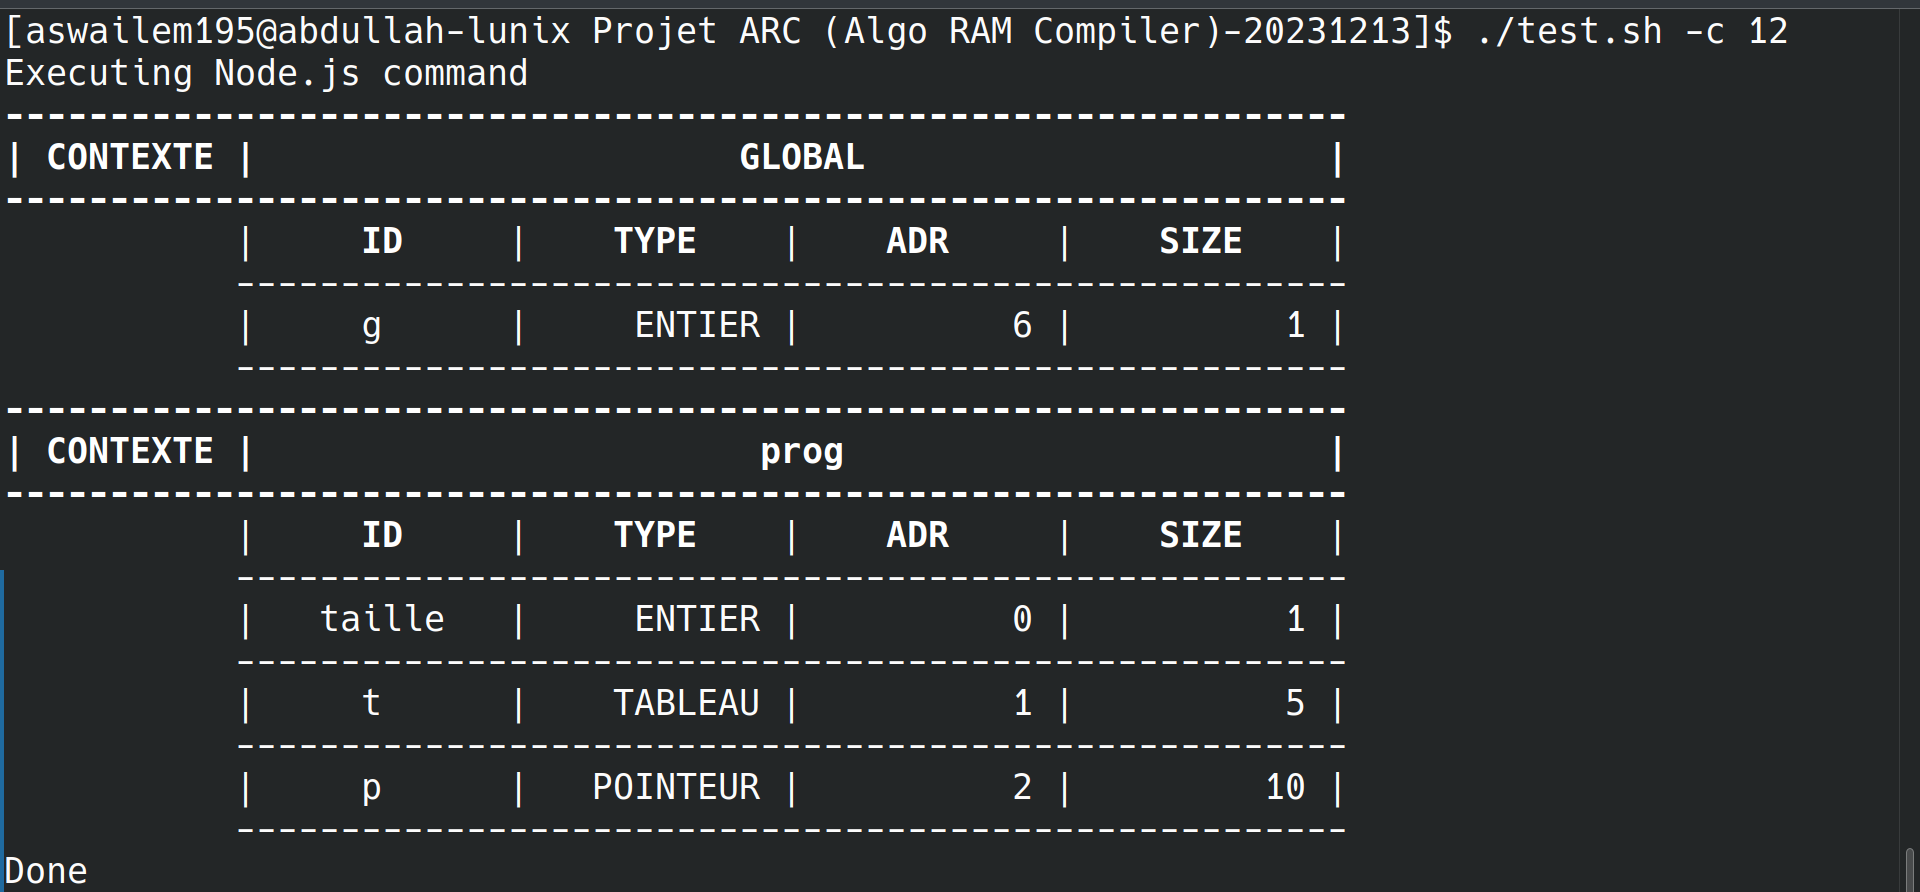 [aswailem195@abdullah-lunix Projet ARC (Algo RAM Compiler)-20231213]$ ./test.sh -c 12
Executing Node.js command
----------------------------------------------------------------
| CONTEXTE |                       GLOBAL                      |
----------------------------------------------------------------
           |     ID     |    TYPE    |    ADR     |    SIZE    |
           -----------------------------------------------------
           |     g      |     ENTIER |          6 |          1 |
           -----------------------------------------------------
----------------------------------------------------------------
| CONTEXTE |                        prog                       |
----------------------------------------------------------------
           |     ID     |    TYPE    |    ADR     |    SIZE    |
           -----------------------------------------------------
           |   taille   |     ENTIER |          0 |          1 |
           -----------------------------------------------------
           |     t      |    TABLEAU |          1 |          5 |
           -----------------------------------------------------
           |     p      |   POINTEUR |          2 |         10 |
           -----------------------------------------------------
Done